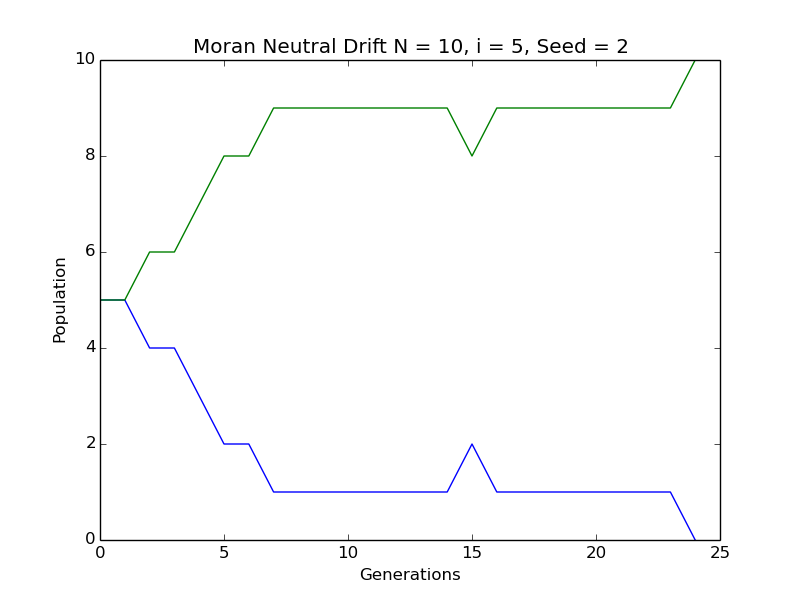 Moran Neutral Drift N = 10, i = 5, Seed = 2
10
8
6
4
2
0
Population
0 5 10 15 20 25
Generations